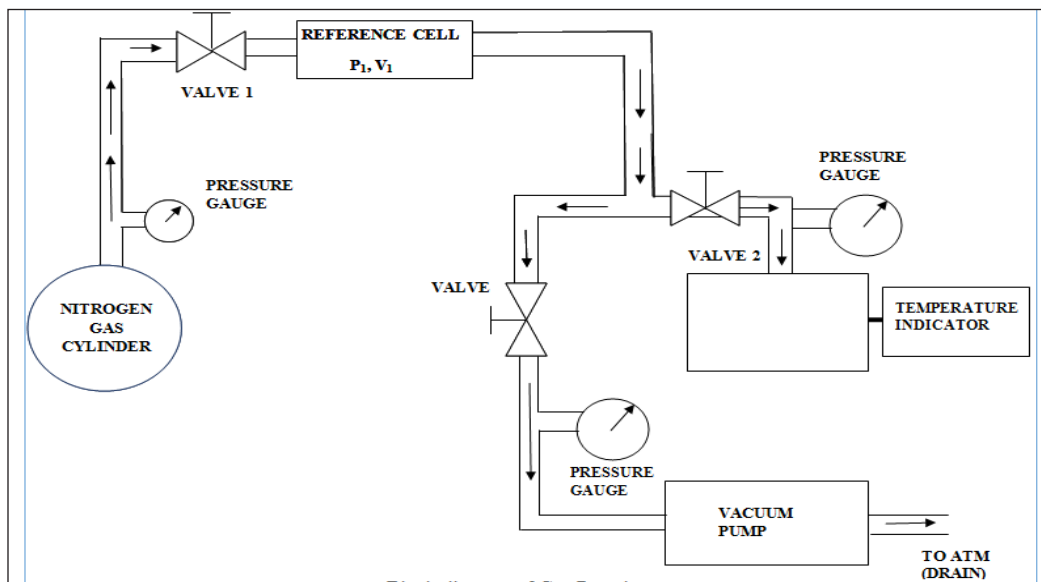 REFERENCE CELL
P1, V1
VALVE 1
PRESSURE
GAUGE
PRESSURE
GAUGE
VALVE 2
VALVE
NITROGEN
GAS
CYLINDER
TEMPERATURE
INDICATOR
PRESSURE
GAUGE
VACUUM
PUMP
TO ATM
(DRAIN)